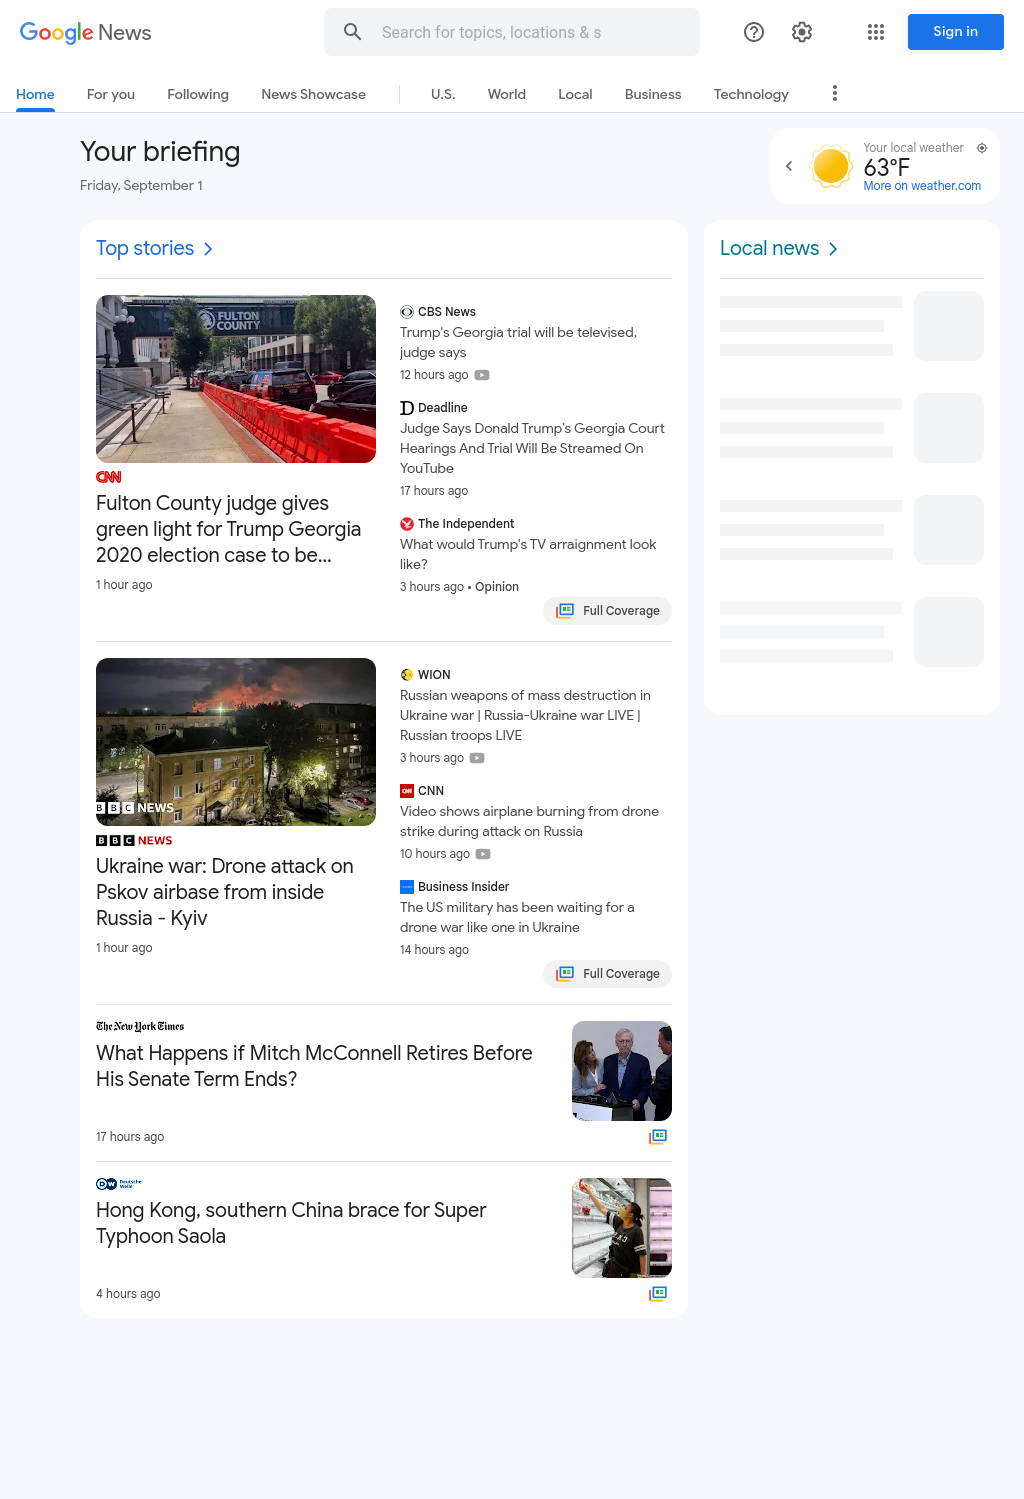 Google News
Search for topics, locations & s
Sign in
Home
For you
Following
News Showcase
U.S.
World
Local
Business
Technology
Your briefing
Friday, September 1
Your local weather
63°F
More on weather.com
Top stories
FULTON
COUNTY
CNN
Fulton County judge gives
green light for Trump Georgia
2020 election case to be...
1 hour ago
CBS News
Trump's Georgia trial will be televised,
judge says
12 hours ago
Deadline
Judge Says Donald Trump's Georgia Court
Hearings And Trial Will Be Streamed On
YouTube
17 hours ago
The Independent
What would Trump's TV arraignment look
like?
3 hours ago • Opinion
Full Coverage
BBC NEWS
BBC NEWS
Ukraine war: Drone attack on
Pskov airbase from inside
Russia - Kyiv
1 hour ago
WION
Russian weapons of mass destruction in
Ukraine war | Russia-Ukraine war LIVE |
Russian troops LIVE
3 hours ago
CNN
CNN
Video shows airplane burning from drone
strike during attack on Russia
10 hours ago
Business Insider
The US military has been waiting for a
drone war like one in Ukraine
14 hours ago
Full Coverage
The New York Times
What Happens if Mitch McConnell Retires Before
His Senate Term Ends?
17 hours ago
DW Deutsche
Welle
Hong Kong, southern China brace for Super
Typhoon Saola
4 hours ago
Local news